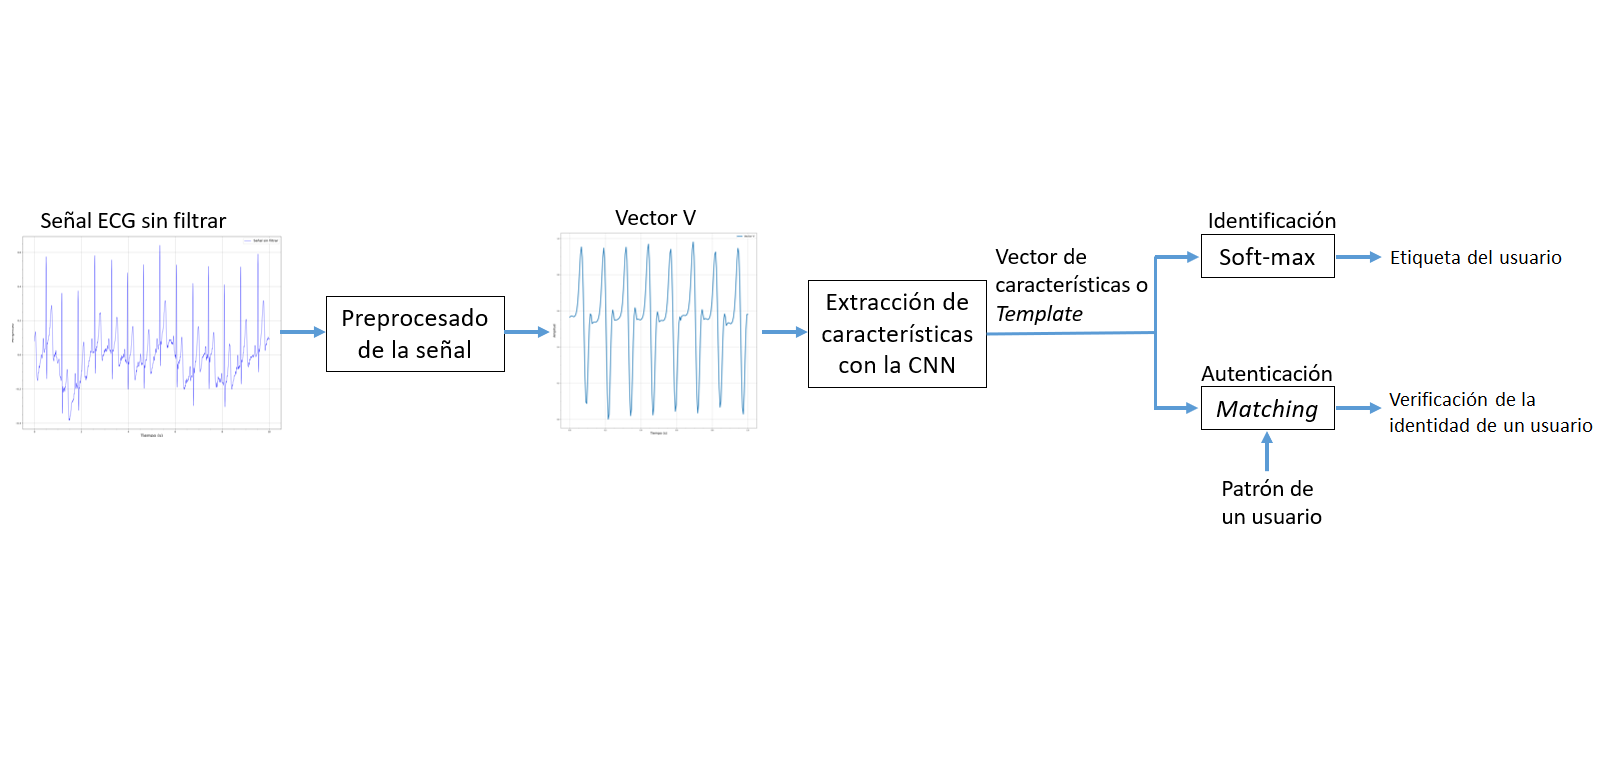 Señal ECG sin filtrar
Preprocesado
de la señal
Vector V
Extracción de
características
con la CNN
Vector de
características o
Template
Identificación
Soft-max
Etiqueta del usuario
Autenticación
Matching
Verificación de la
identidad de un usuario
Patrón de
un usuario